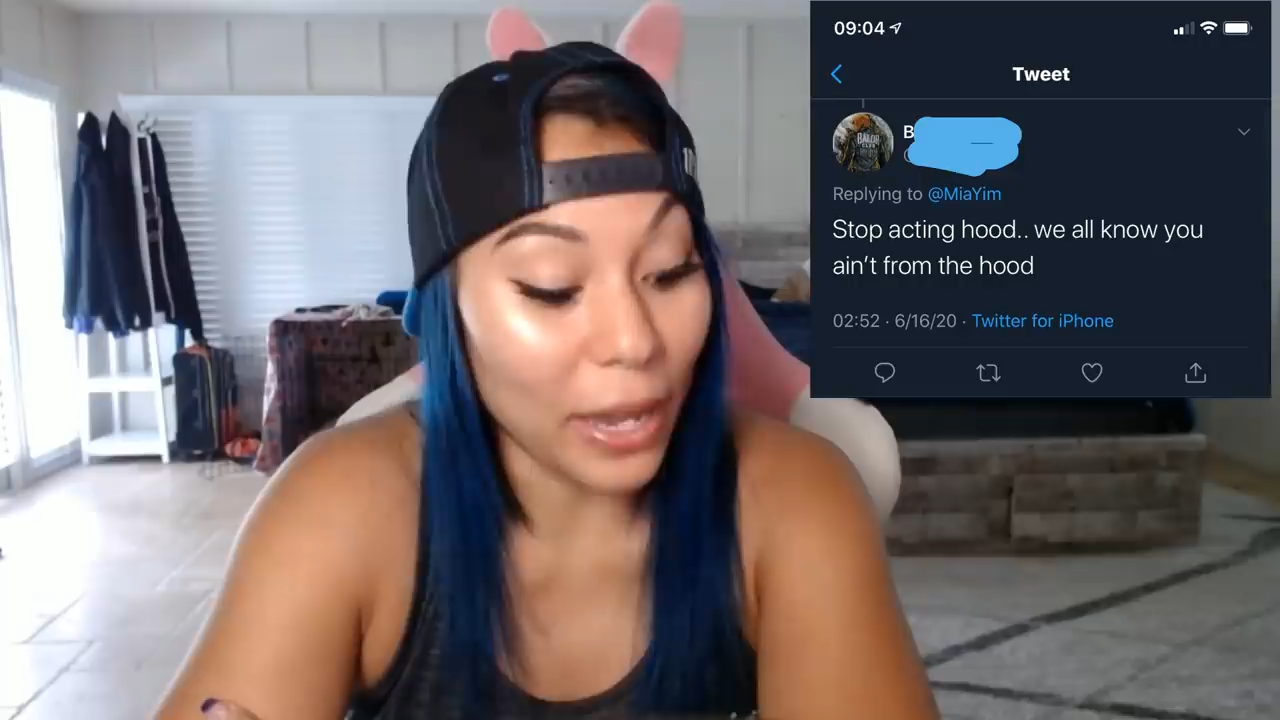 09:04
Tweet
B
Replying to @MiaYim
Stop acting hood.. we all know you
ain't from the hood
02:52 · 6/16/20 · Twitter for iPhone